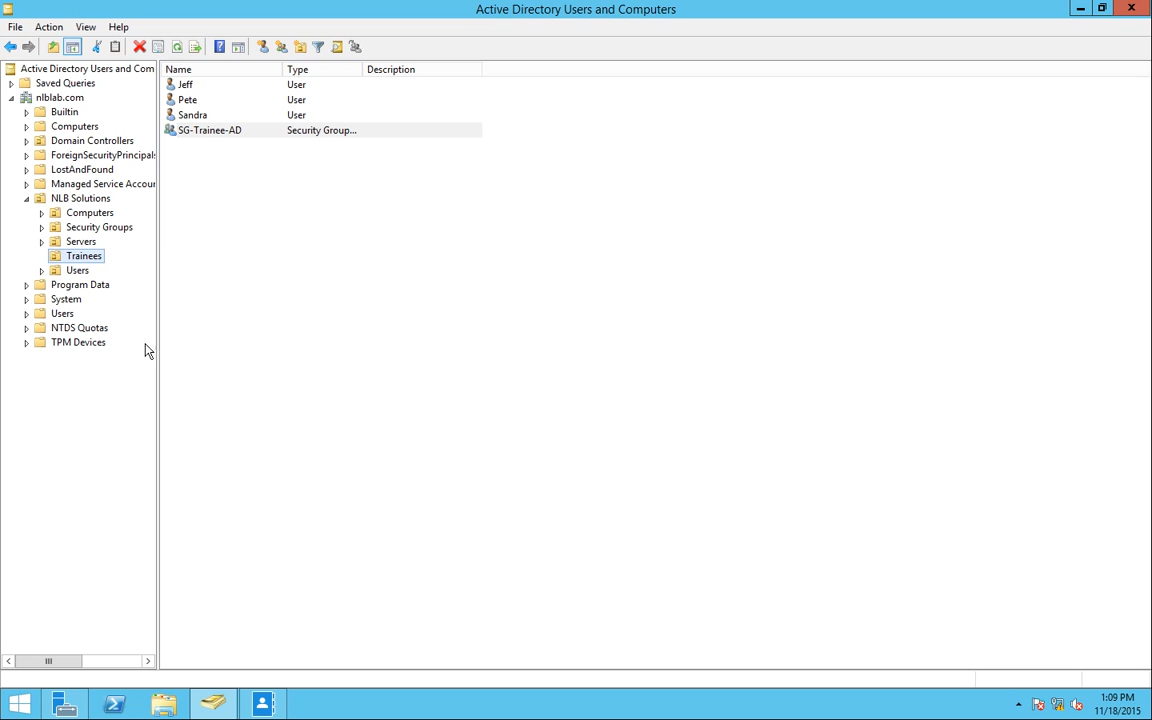 Active Directory Users and Computers
File Action View Help
Active Directory Users and Com
Saved Queries
nlblab.com
Builtin
Computers
Domain Controllers
ForeignSecurityPrincipals
LostAndFound
Managed Service Accour
NLB Solutions
Computers
Security Groups
Servers
Trainees
Users
Program Data
System
Users
NTDS Quotas
TPM Devices
Name Type Description
Jeff User
Pete User
Sandra User
SG-Trainee-AD Security Group...
1:09 PM
11/18/2015